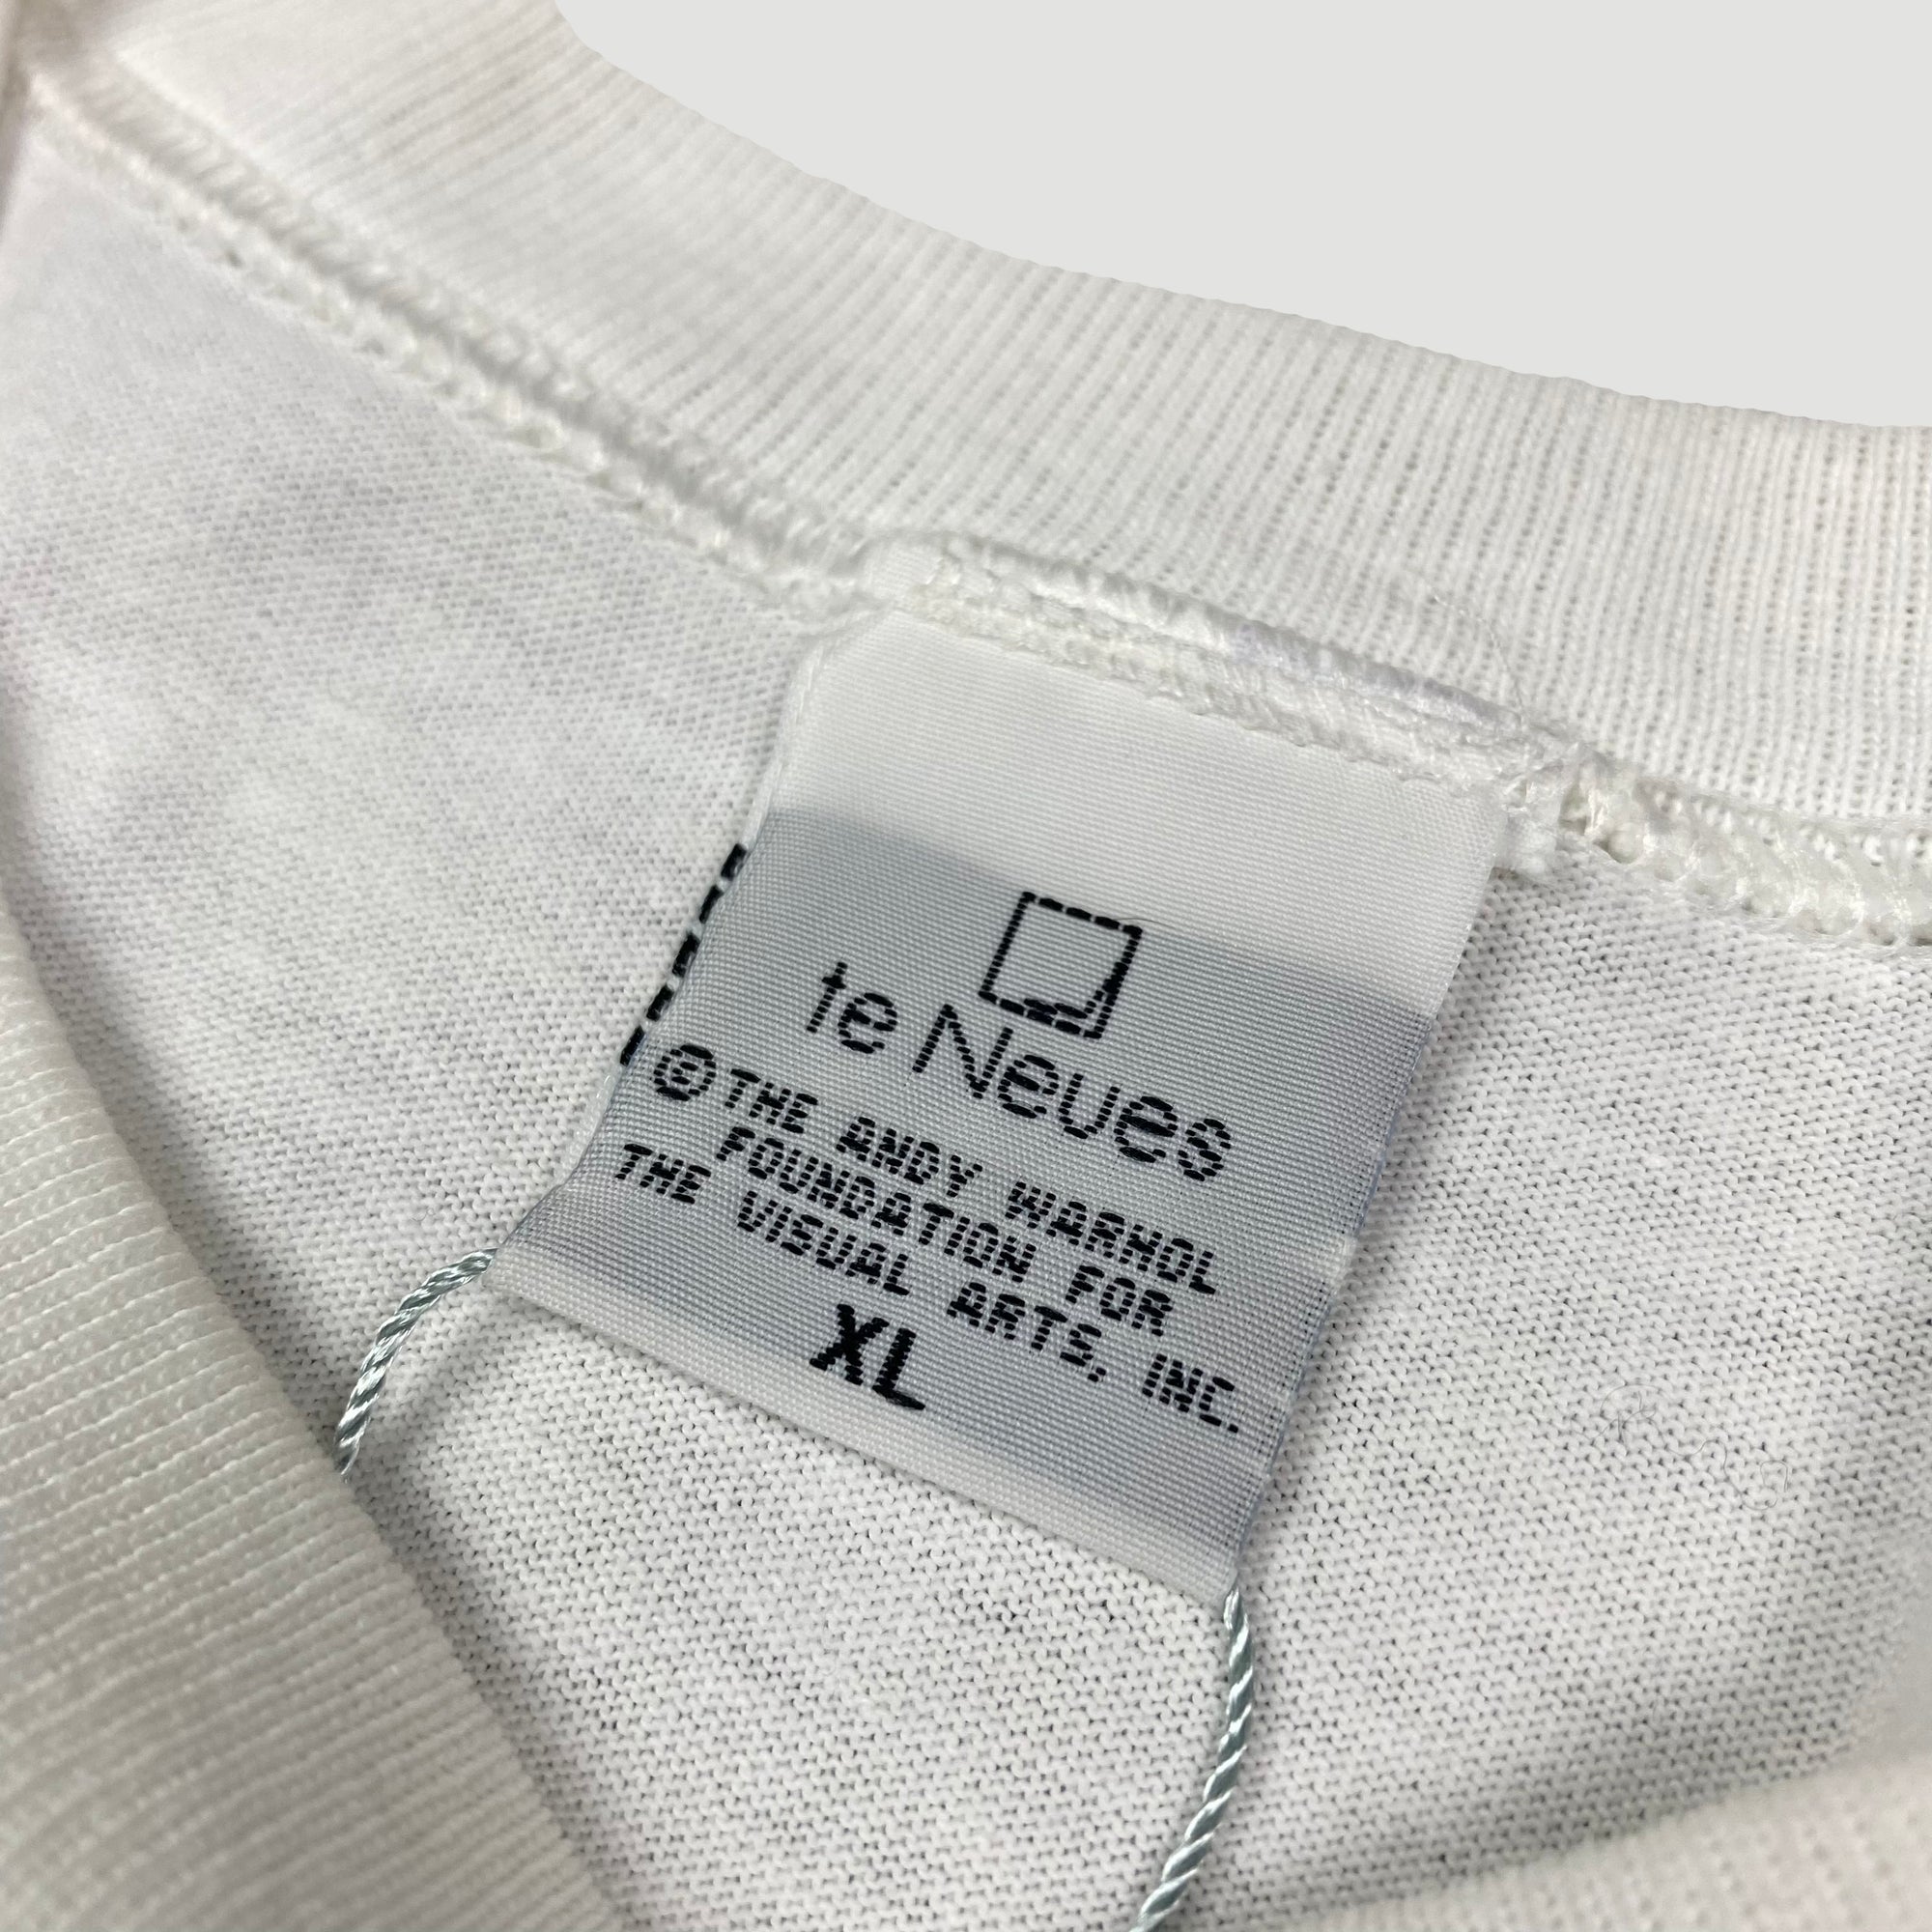 te Neues
© THE ANDY WARHOL
FOUNDATION FOR
THE VISUAL ARTS, INC.
XL